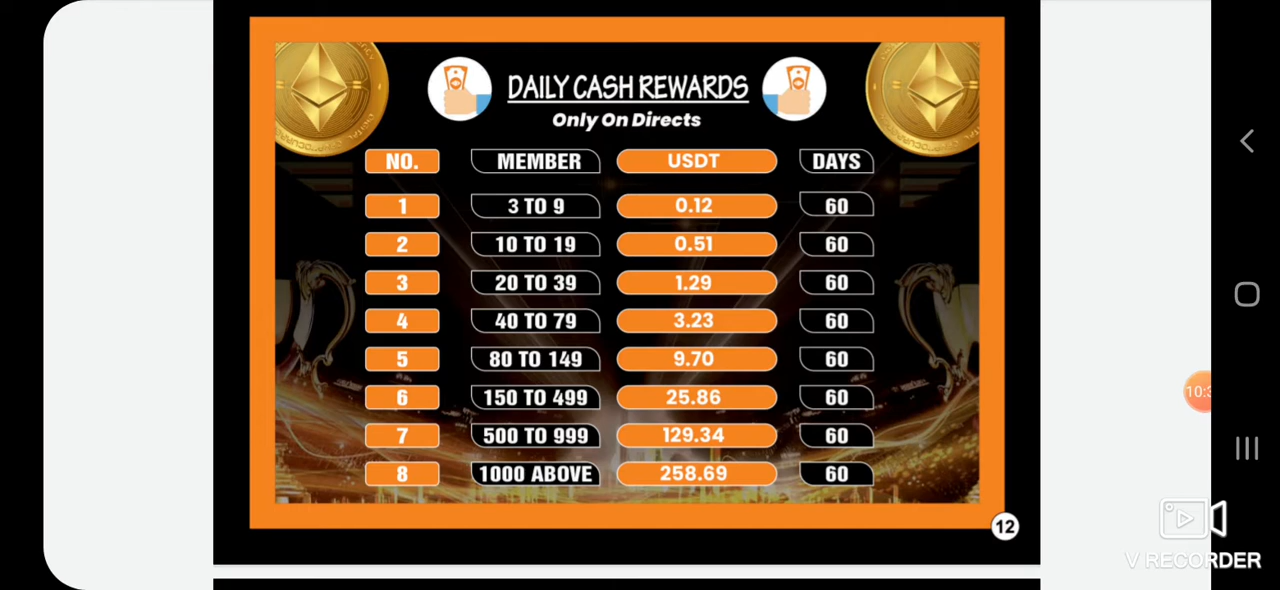 DAILY CASH REWARDS
Only On Directs
NO. MEMBER USDT DAYS
1 3 TO 9 0.12 60
2 10 TO 19 0.51 60
3 20 TO 39 1.29 60
4 40 TO 79 3.23 60
5 80 TO 149 9.70 60
6 150 TO 499 25.86 60
7 500 TO 999 129.34 60
8 1000 ABOVE 258.69 60
12
V RECORDER